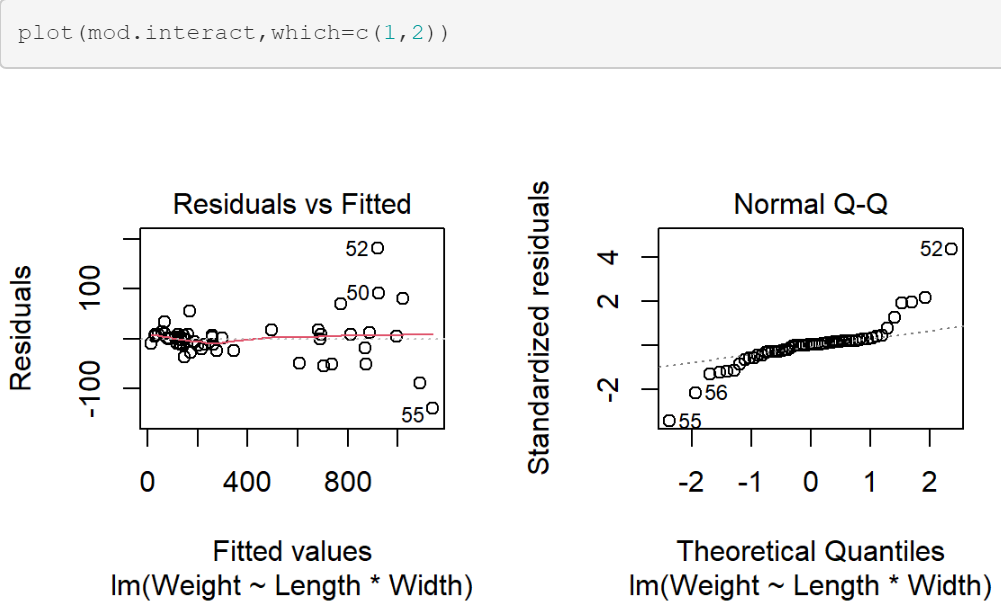 plot(mod.interact,which=c(1,2))
Residuals vs Fitted
Residuals
100
-100
52
50
55
0 400 800
Fitted values
lm(Weight ~ Length * Width)
Normal Q-Q
Standardized residuals
4
2
-2
52
56
55
-2 -1 0 1 2
Theoretical Quantiles
lm(Weight ~ Length * Width)